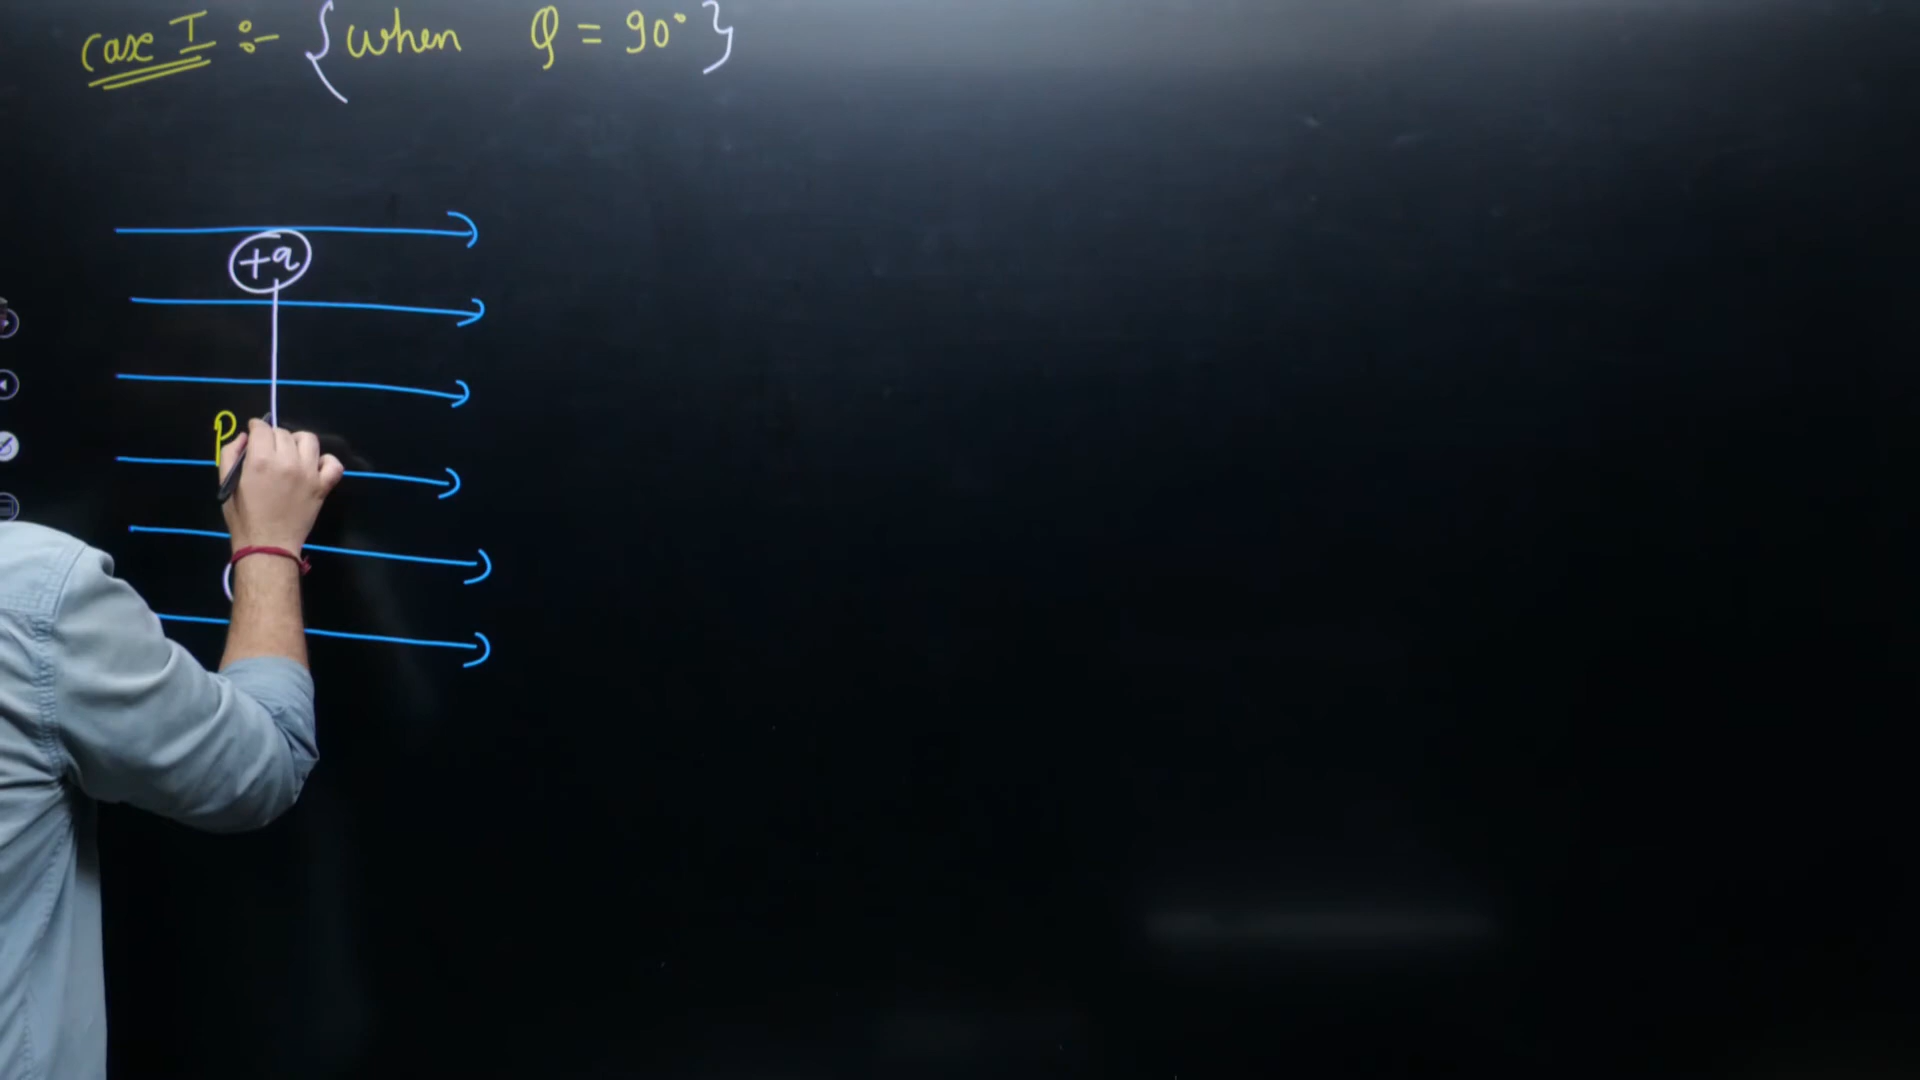 Case I :- {when φ = 90°}
+q
P